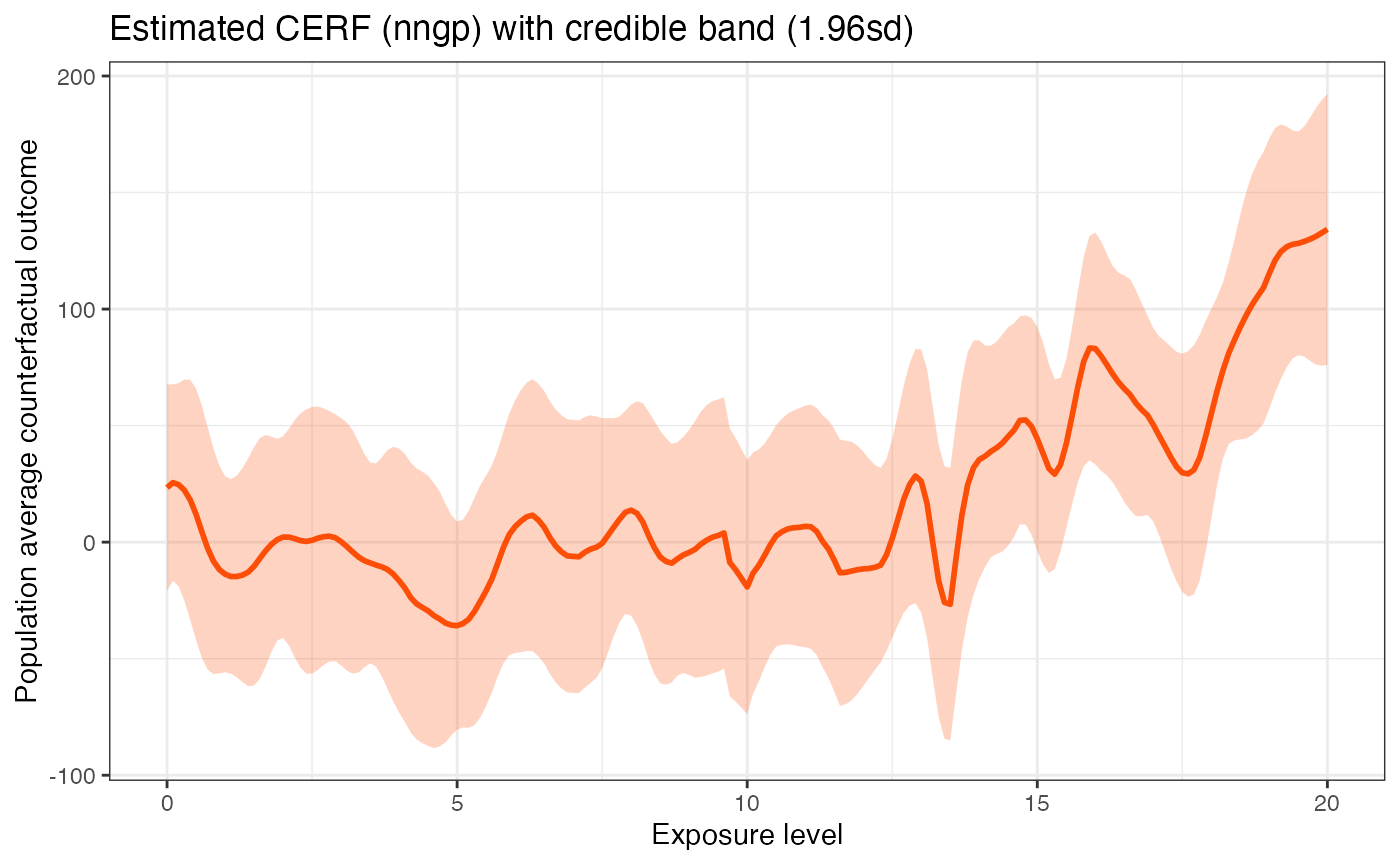 Estimated CERF (nngp) with credible band (1.96sd)
Population average counterfactual outcome
200
100
0
-100
0 5 10 15 20
Exposure level